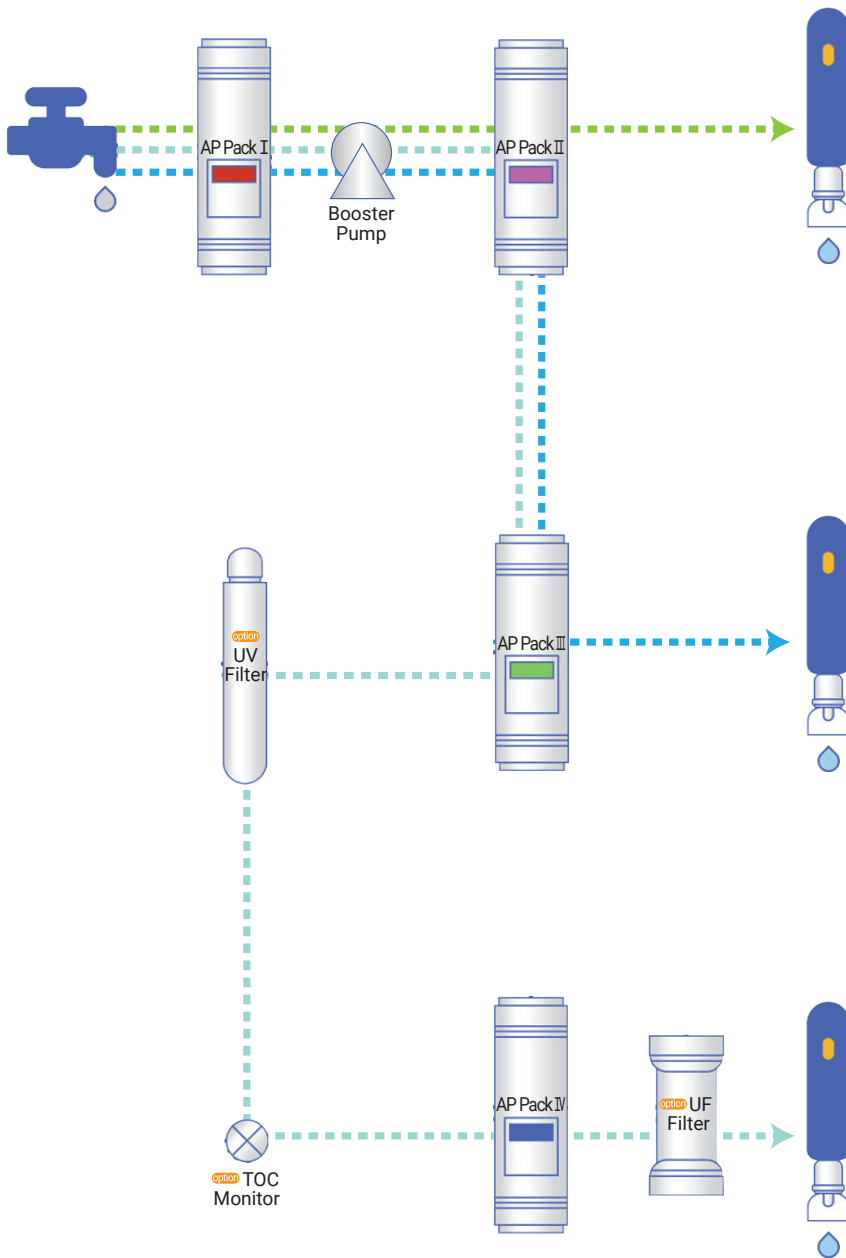 AP Pack Ⅰ
AP Pack Ⅱ
Booster
Pump
option
UV
Filter
AP Pack Ⅲ
AP Pack Ⅳ
option UF
Filter
option TOC
Monitor